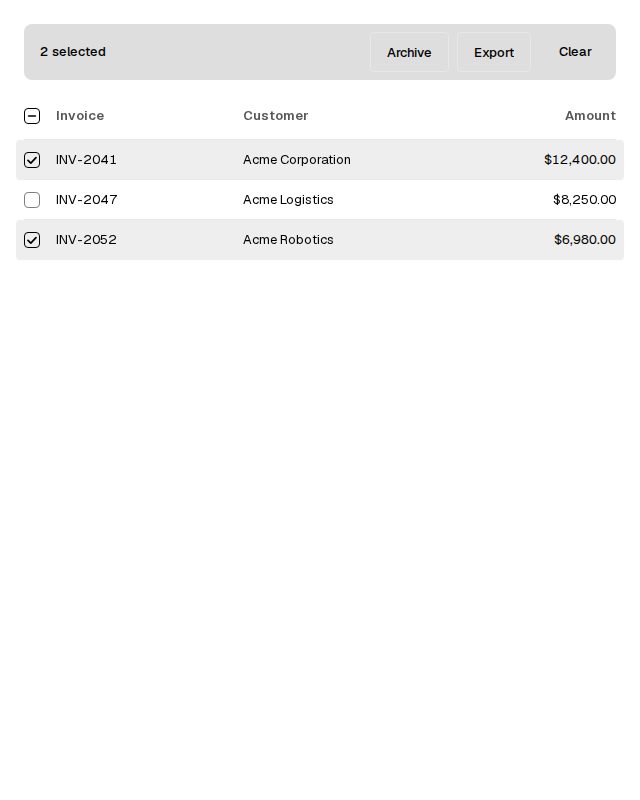 2 selected Archive Export Clear
Invoice Customer Amount
INV-2041 Acme Corporation $12,400.00
INV-2047 Acme Logistics $8,250.00
INV-2052 Acme Robotics $6,980.00